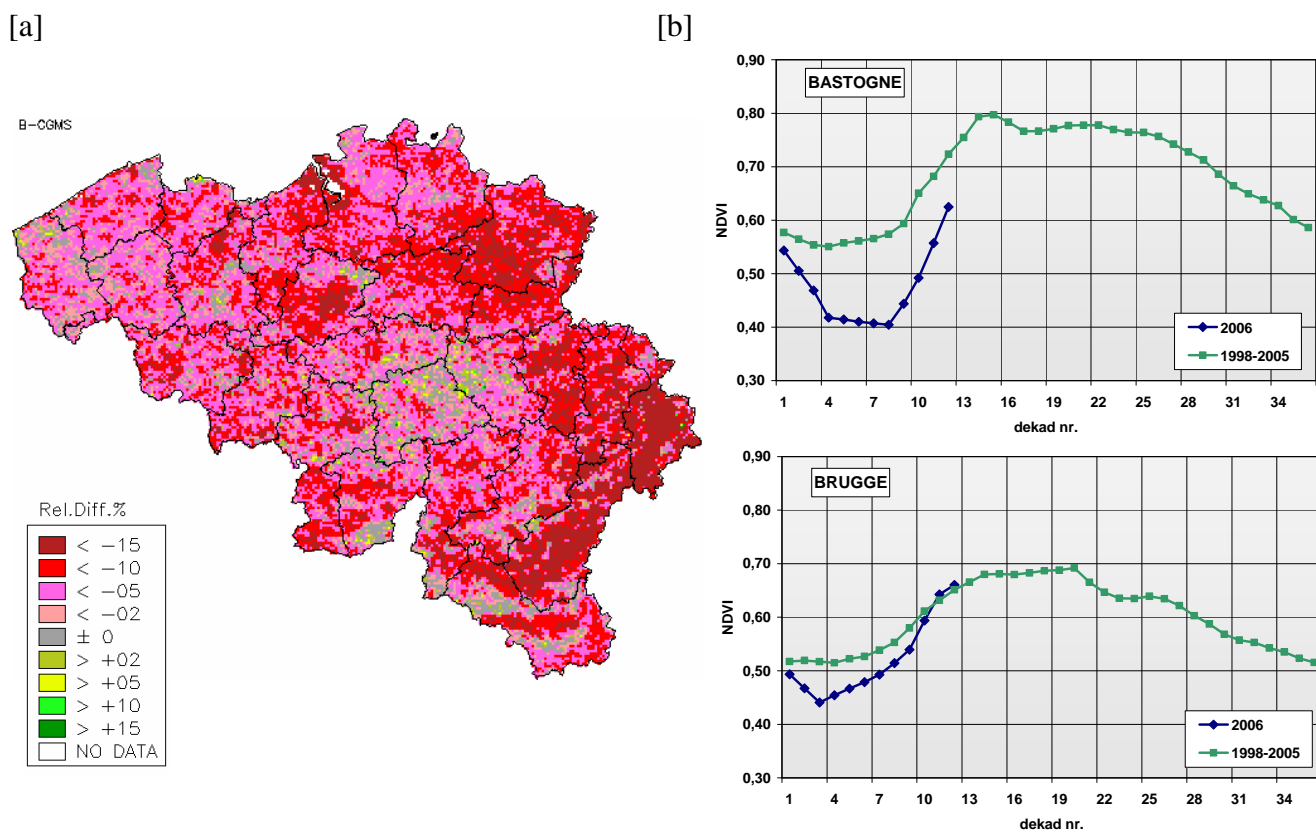 [a]
B-CGMS
Rel.Diff.%
< -15
< -10
< -05
< -02
± 0
> +02
> +05
> +10
> +15
NO DATA
[b]
BASTOGNE
0,90
0,80
0,70
0,60
0,50
0,40
0,30
NDVI
1 4 7 10 13 16 19 22 25 28 31 34
dekad nr.
2006
1998-2005
BRUGGE
0,90
0,80
0,70
0,60
0,50
0,40
0,30
NDVI
1 4 7 10 13 16 19 22 25 28 31 34
dekad nr.
2006
1998-2005